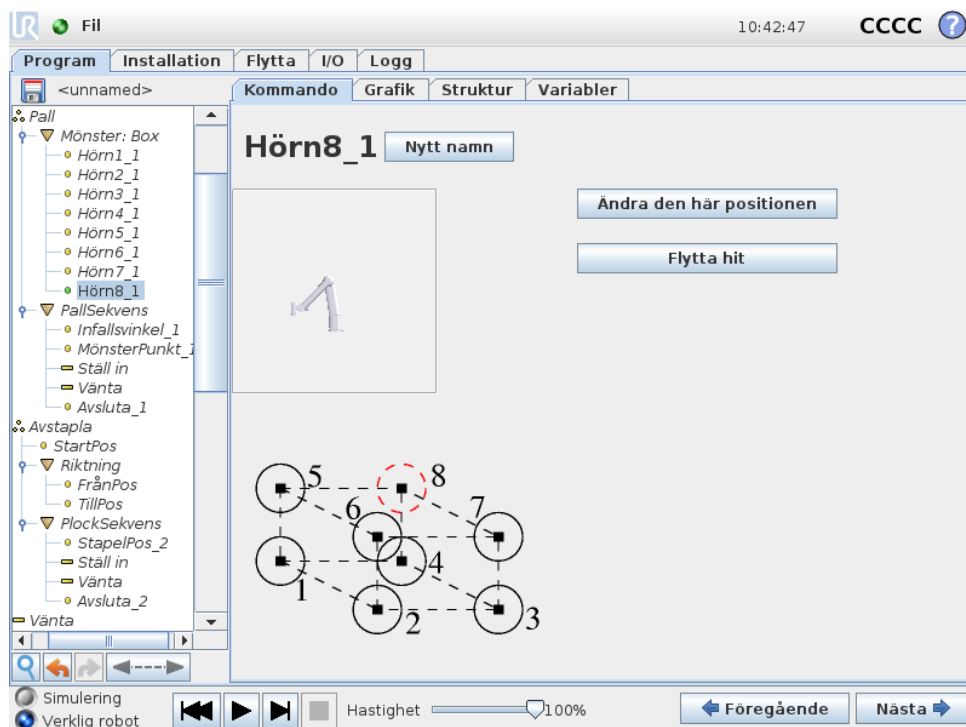 UR Fil 10:42:47 CCCC ?
Program Installation Flytta I/O Logg
<unnamed>
Kommando Grafik Struktur Variabler
Pall
Mönster: Box
Hörn1_1
Hörn2_1
Hörn3_1
Hörn4_1
Hörn5_1
Hörn6_1
Hörn7_1
Hörn8_1
PallSekvens
Infallsvinkel_1
MönsterPunkt_1
Ställ in
Vänta
Avsluta_1
Avstapla
StartPos
Riktning
FrånPos
TillPos
PlockSekvens
StapelPos_2
Ställ in
Vänta
Avsluta_2
Vänta
Hörn8_1 Nytt namn
Ändra den här positionen
Flytta hit
5 8
6 7
1 4
2 3
Simulering
Verklig robot
Hastighet 100%
Föregående Nästa